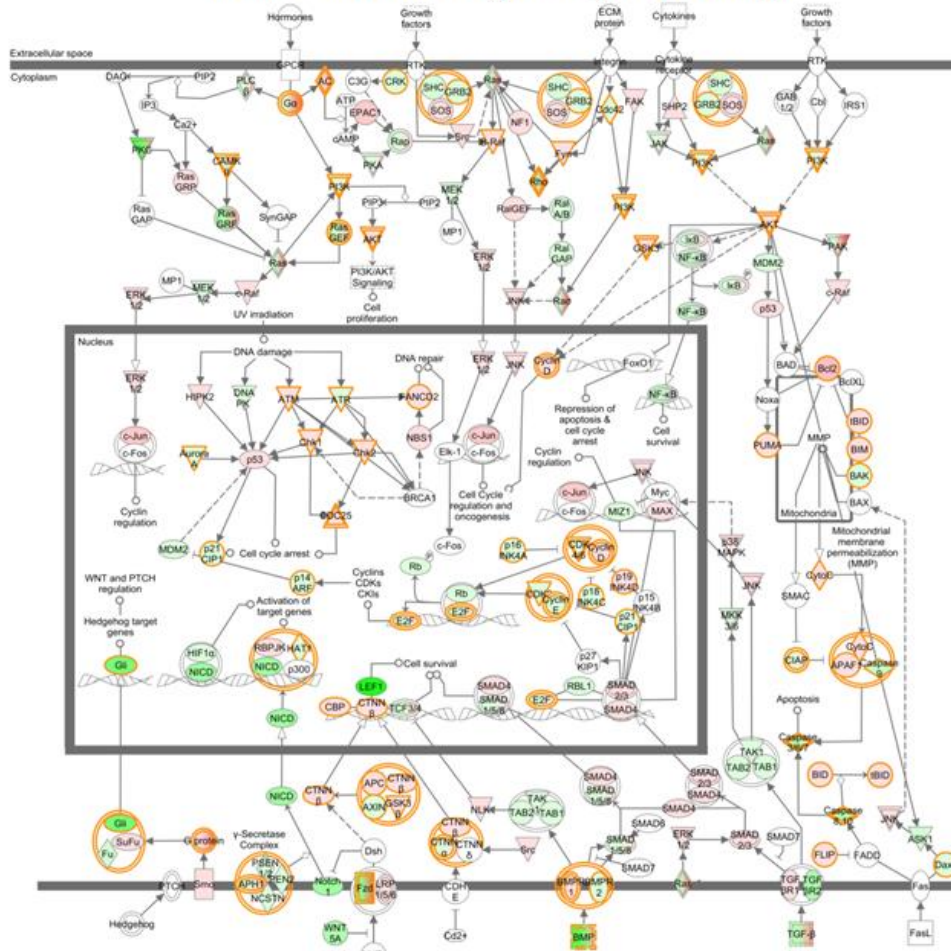 Hormones
Growth
factors
ECM
protein
Cytokines
Growth
factors
Extracellular space
Cytoplasm
GPCR
RTK
Integrin
Cytokine
receptor
RTK
DAG
PIP2
PLC
β
AC
C3G
CRK
SHC
GRB2
SOS
Ras
SHC
GRB2
SOS
Cdc42
FAK
SHP2
SHC
GRB2
SOS
GAB
1/2
Cbl
IRS1
IP3
Gα
ATP
EPAC1
cAMP
Rap
Src
B-Raf
NF1
Fyn
JAK
PI3K
Ras
PI3K
Ca2+
PKC
CAMK
Ras
GRP
PKA
MEK
1/2
Rho
PI3K
PIP3
PIP2
RalGEF
Ral
A/B
PI3K
Ras
GAP
Ras
GRF
SynGAP
Ras
GEF
AKT
MP1
Ral
GAP
GSK3
IκB
NF-κB
AKT
MDM2
PAK
Ras
PI3K/AKT
Signaling
ERK
1/2
IκB
P
c-Raf
MP1
MEK
1/2
c-Raf
ERK
1/2
Cell
proliferation
JNK
NF-κB
p53
UV irradiation
Nucleus
DNA damage
DNA repair
ERK
1/2
JNK
Cyclin
D
FoxO1
BAD
Bcl2
BclXL
ERK
1/2
HIPK2
DNA
PK
ATM
ATR
FANCD2
NF-κB
Noxa
Repression of
apoptosis &
cell cycle
arrest
tBID
c-Jun
c-Fos
Aurora
A
p53
Chk1
Chk2
NBS1
Elk-1
c-Jun
c-Fos
Cell
survival
PUMA
MMP
BIM
BAK
BRCA1
Cyclin
regulation
JNK
BAX
Cyclin
regulation
CDC25
Cell Cycle
regulation and
oncogenesis
c-Jun
c-Fos
MIZ1
Myc
MAX
Mitochondria
MDM2
p21
CIP1
Cell cycle arrest
c-Fos
p16
INK4A
CDK
4/6
Cyclin
D
p38
MAPK
Mitochondrial
membrane
permeabilization
(MMP)
WNT and PTCH
regulation
p14
ARF
Cyclins
CDKs
CKIs
Rb
P
Rb
E2F
CDK2
Cyclin
E
p18
INK4C
p19
INK4D
p15
INK4B
p21
CIP1
JNK
SMAC
CytoC
Hedgehog target
genes
Activation of
target genes
E2F
MKK
3/6
Gli
HIF1α
NICD
RBPJK
HAT1
NICD
p300
p27
KIP1
CIAP
CytoC
APAF1
Caspase
9
Cell survival
LEF1
CBP
CTNN
β
TCF3/4
SMAD4
SMAD
1/5/8
RBL1
E2F
SMAD
2/3
SMAD4
Apoptosis
NICD
TAK1
TAB2
TAB1
Caspase
NICD
CTNN
β
APC
CTNN
β
AXIN
GSK3
NLK
TAK
1
TAB2
TAB1
SMAD4
SMAD
1/5/8
SMAD
2/3
SMAD4
SMAD4
BID
tBID
Gli
SuFu
Fu
G protein
γ-Secretase
Complex
Dsh
CTNN
β
CTNN
α
CTNN
δ
Src
SMAD6
SMAD
1/5/8
SMAD7
ERK
1/2
SMAD
2/3
SMAD7
Caspase
8,10
JNK
ASK1
FLIP
FADD
Dax
PTCH
Smo
PSEN
1/2
PEN2
APH1
NCSTN
Notch
1
Fzd
LRP
1/5/6
CDH
E
BMPR
1
BMPR
2
Ras
TGF
βR1
TGF
βR2
Fas
Hedgehog
WNT
5A
Cd2+
BMP
TGF-β
FasL